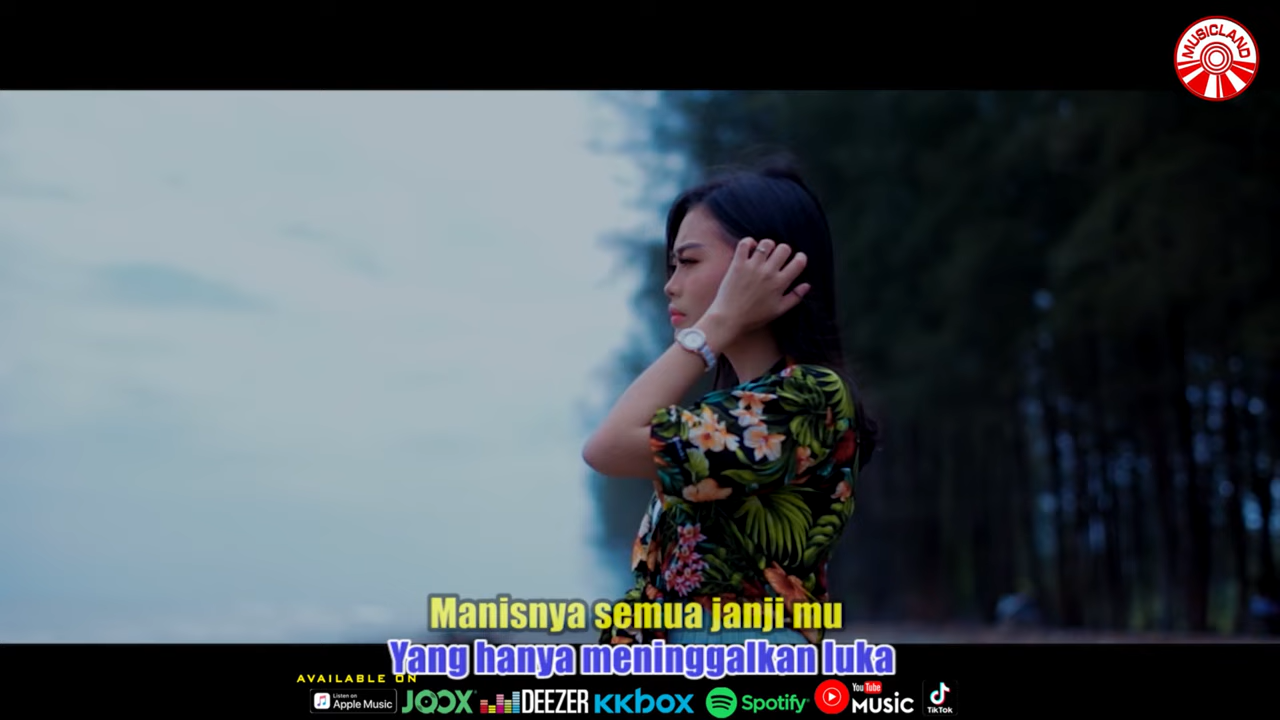 MUSICLAND
Manisnya semua janji mu
Yang hanya meninggalkan luka
AVAILABLE ON
Listen on
Apple Music
JOOX
DEEZER
KKBOX
Spotify
YouTube
MUSIC
TikTok